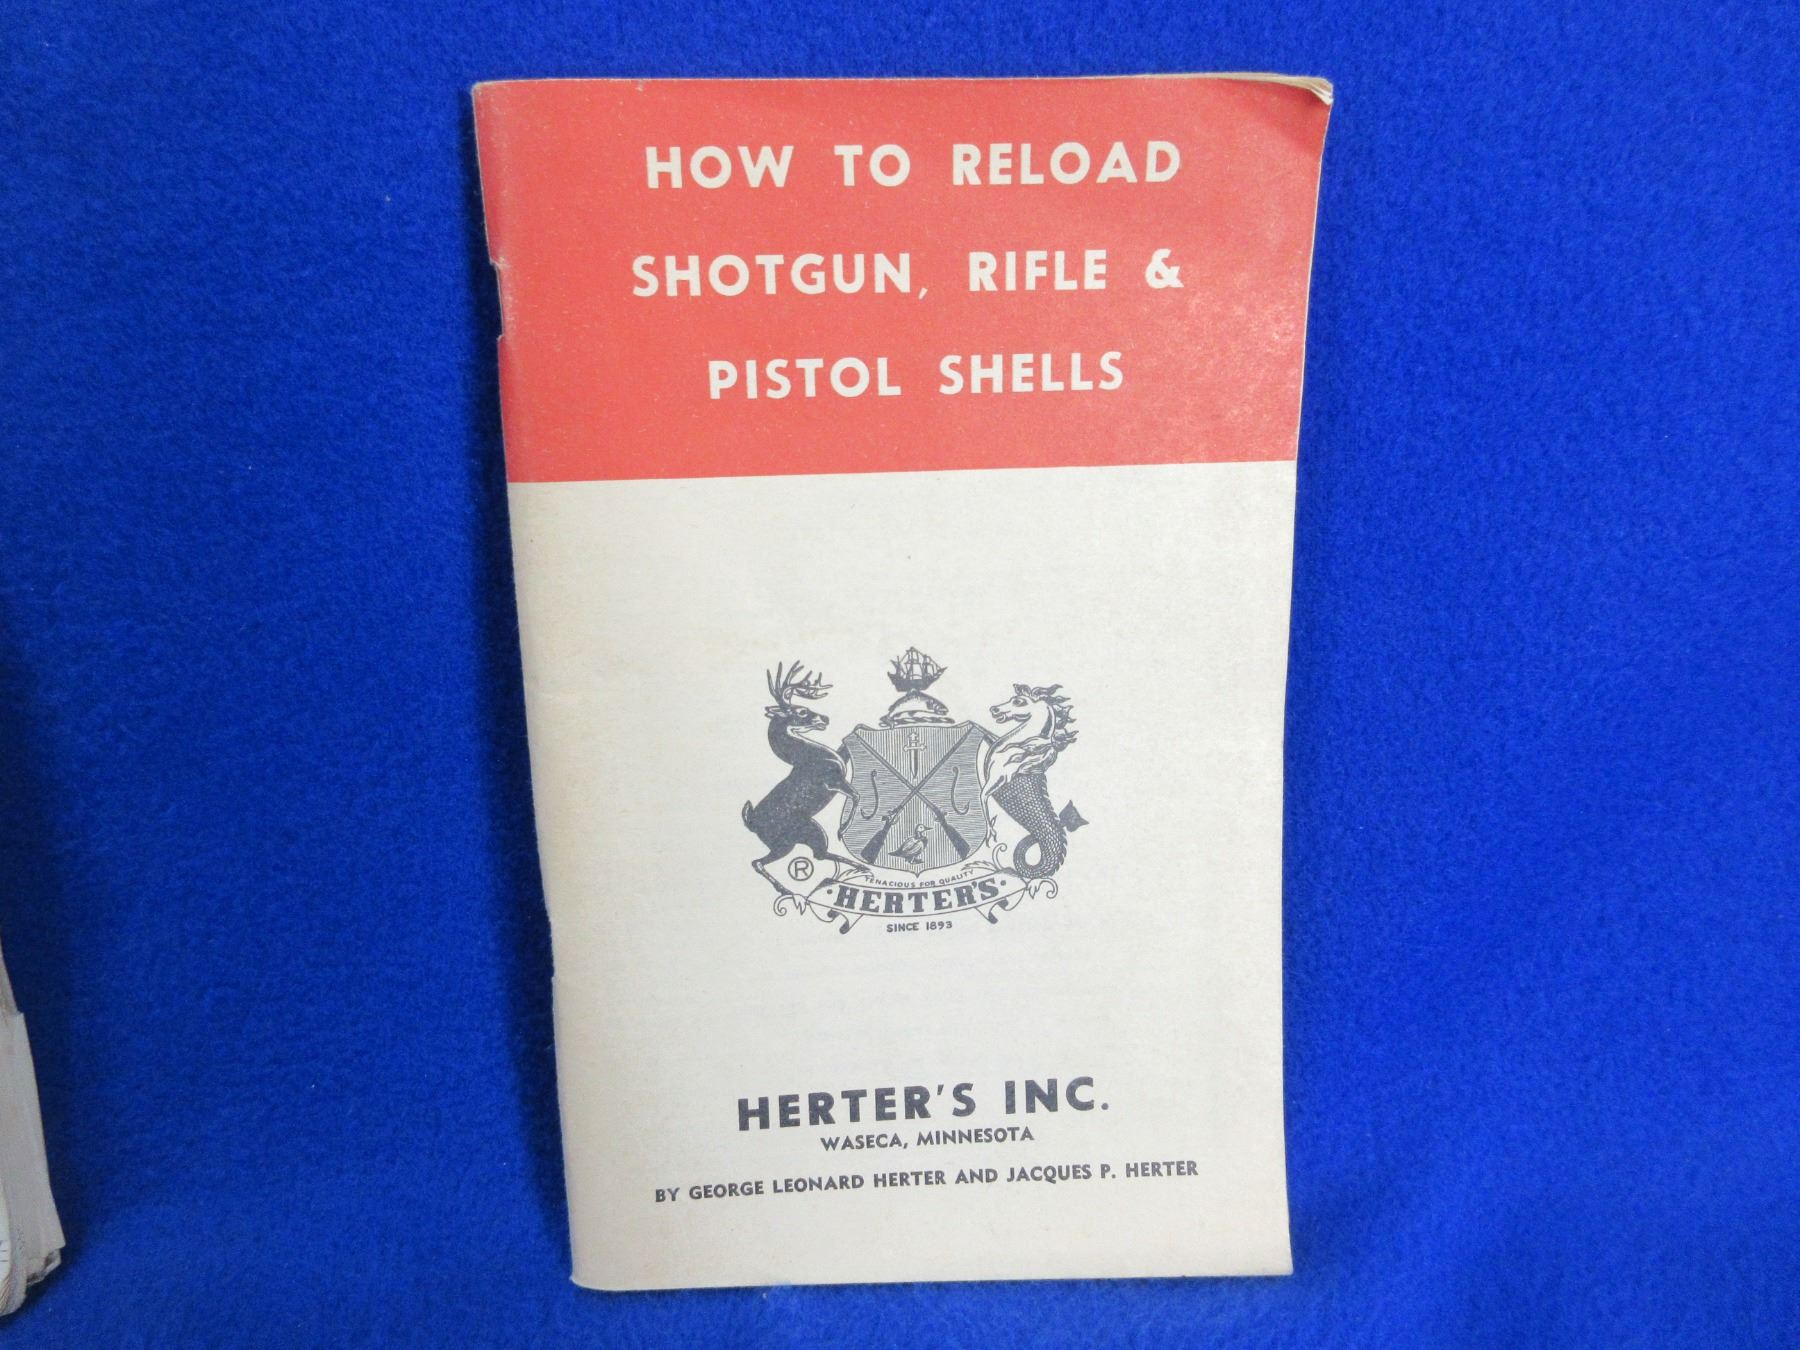 HOW TO RELOAD
SHOTGUN, RIFLE &
PISTOL SHELLS
®
TENACIOUS FOR QUALITY
·HERTER'S·
SINCE 1893
HERTER'S INC.
WASECA, MINNESOTA
BY GEORGE LEONARD HERTER AND JACQUES P. HERTER